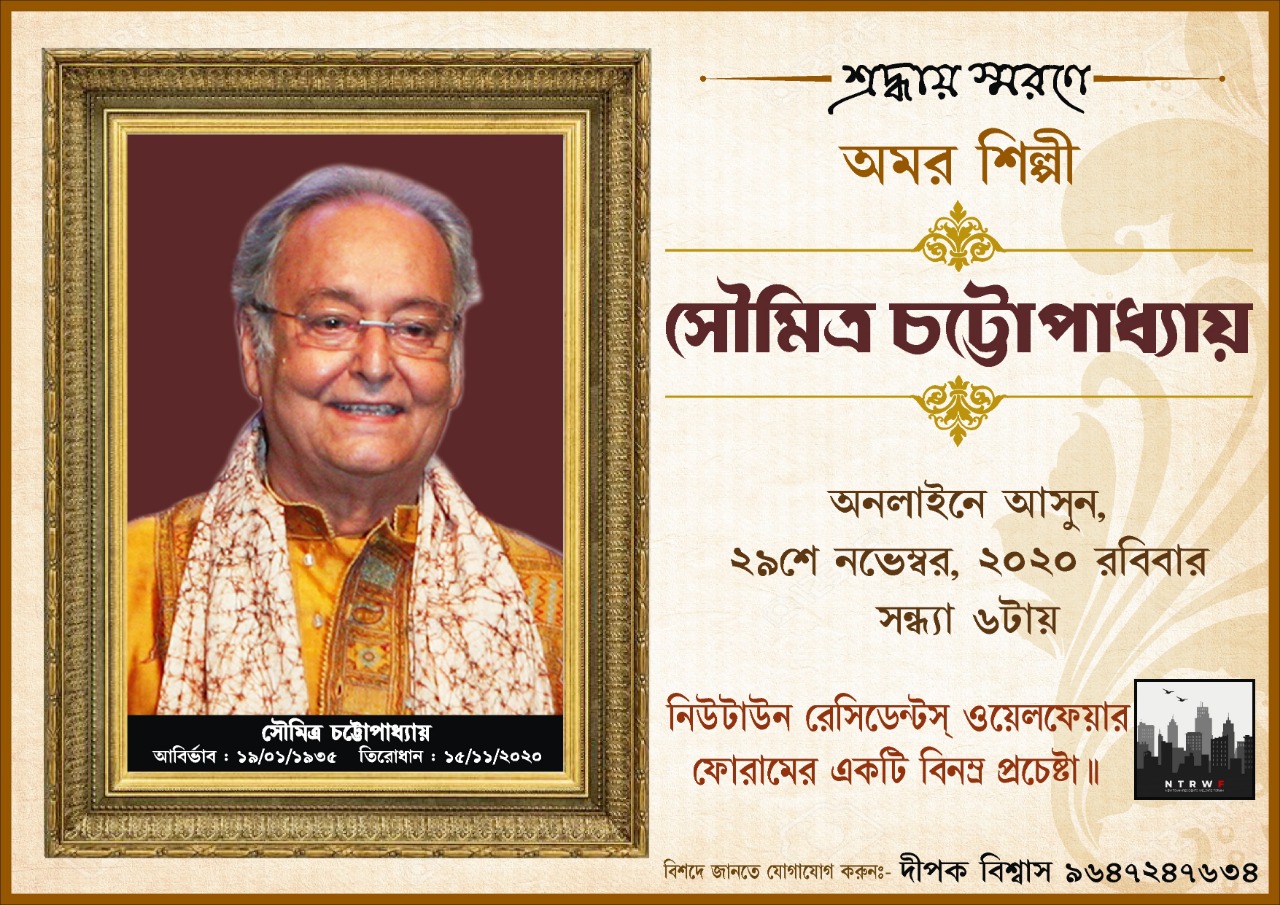 শ্রদ্ধায় স্মরণে
অমর শিল্পী
সৌমিত্র চট্টোপাধ্যায়
অনলাইনে আসুন,
২৯শে নভেম্বর, ২০২০ রবিবার
সন্ধ্যা ৬টায়
নিউটাউন রেসিডেন্টস্ ওয়েলফেয়ার
ফোরামের একটি বিনম্র প্রচেষ্টা॥
N T R W F
বিশদে জানতে যোগাযোগ করুনঃ- দীপক বিশ্বাস ৯৬৪৭২৪৭৬৩৪
সৌমিত্র চট্টোপাধ্যায়
আবির্ভাব : ১৯/০১/১৯৩৫ তিরোধান : ১৫/১১/২০২০